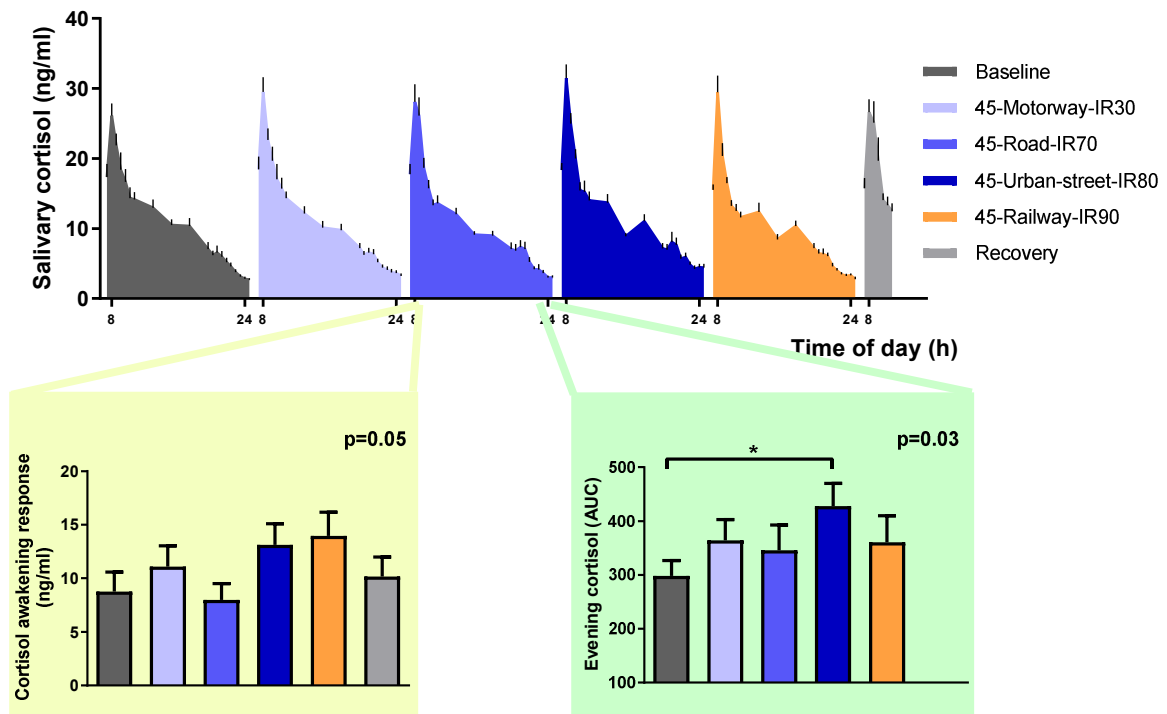 40
30
20
10
0
Salivary cortisol (ng/ml)
Baseline
45-Motorway-IR30
45-Road-IR70
45-Urban-street-IR80
45-Railway-IR90
Recovery
8 24 8 24 8 24 8 24 8 24 8
Time of day (h)
p=0.05
Cortisol awakening response
(ng/ml)
20
15
10
5
0
p=0.03
*
Evening cortisol (AUC)
500
400
300
200
100